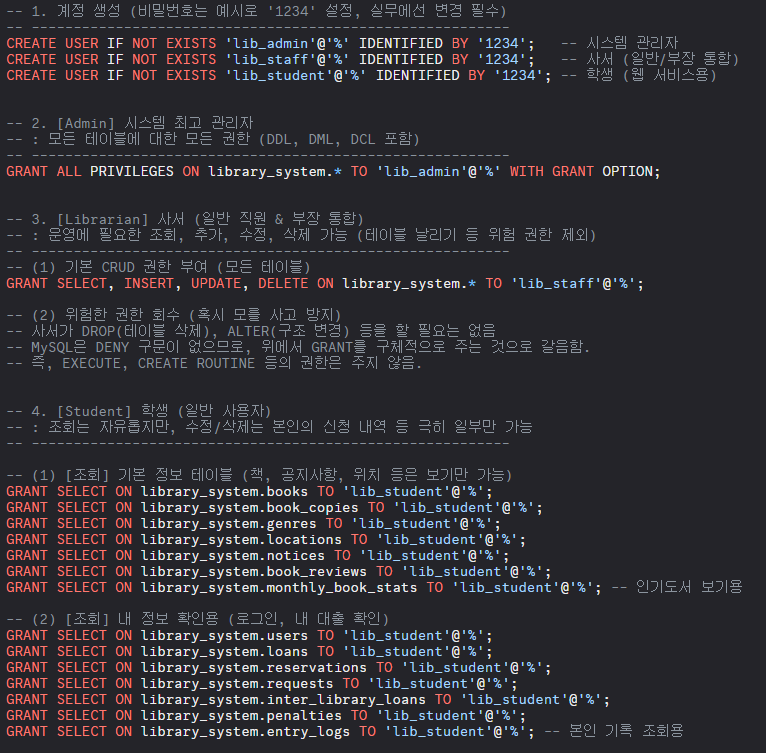 -- 1. 계정 생성 (비밀번호는 예시로 '1234' 설정, 실무에선 변경 필수)
-- --------------------------------------------------------
CREATE USER IF NOT EXISTS 'lib_admin'@'%' IDENTIFIED BY '1234';   -- 시스템 관리자
CREATE USER IF NOT EXISTS 'lib_staff'@'%' IDENTIFIED BY '1234';   -- 사서 (일반/부장 통합)
CREATE USER IF NOT EXISTS 'lib_student'@'%' IDENTIFIED BY '1234'; -- 학생 (웹 서비스용)
-- 2. [Admin] 시스템 최고 관리자
-- : 모든 테이블에 대한 모든 권한 (DDL, DML, DCL 포함)
-- --------------------------------------------------------
GRANT ALL PRIVILEGES ON library_system.* TO 'lib_admin'@'%' WITH GRANT OPTION;
-- 3. [Librarian] 사서 (일반 직원 & 부장 통합)
-- : 운영에 필요한 조회, 추가, 수정, 삭제 가능 (테이블 날리기 등 위험 권한 제외)
-- --------------------------------------------------------
-- (1) 기본 CRUD 권한 부여 (모든 테이블)
GRANT SELECT, INSERT, UPDATE, DELETE ON library_system.* TO 'lib_staff'@'%';
-- (2) 위험한 권한 회수 (혹시 모를 사고 방지)
-- 사서가 DROP(테이블 삭제), ALTER(구조 변경) 등을 할 필요는 없음
-- MySQL은 DENY 구문이 없으므로, 위에서 GRANT를 구체적으로 주는 것으로 갈음함.
-- 즉, EXECUTE, CREATE ROUTINE 등의 권한은 주지 않음.
-- 4. [Student] 학생 (일반 사용자)
-- : 조회는 자유롭지만, 수정/삭제는 본인의 신청 내역 등 극히 일부만 가능
-- --------------------------------------------------------
-- (1) [조회] 기본 정보 테이블 (책, 공지사항, 위치 등은 보기만 가능)
GRANT SELECT ON library_system.books TO 'lib_student'@'%';
GRANT SELECT ON library_system.book_copies TO 'lib_student'@'%';
GRANT SELECT ON library_system.genres TO 'lib_student'@'%';
GRANT SELECT ON library_system.locations TO 'lib_student'@'%';
GRANT SELECT ON library_system.notices TO 'lib_student'@'%';
GRANT SELECT ON library_system.book_reviews TO 'lib_student'@'%';
GRANT SELECT ON library_system.monthly_book_stats TO 'lib_student'@'%'; -- 인기도서 보기용
-- (2) [조회] 내 정보 확인용 (로그인, 내 대출 확인)
GRANT SELECT ON library_system.users TO 'lib_student'@'%';
GRANT SELECT ON library_system.loans TO 'lib_student'@'%';
GRANT SELECT ON library_system.reservations TO 'lib_student'@'%';
GRANT SELECT ON library_system.requests TO 'lib_student'@'%';
GRANT SELECT ON library_system.inter_library_loans TO 'lib_student'@'%';
GRANT SELECT ON library_system.penalties TO 'lib_student'@'%';
GRANT SELECT ON library_system.entry_logs TO 'lib_student'@'%'; -- 본인 기록 조회용